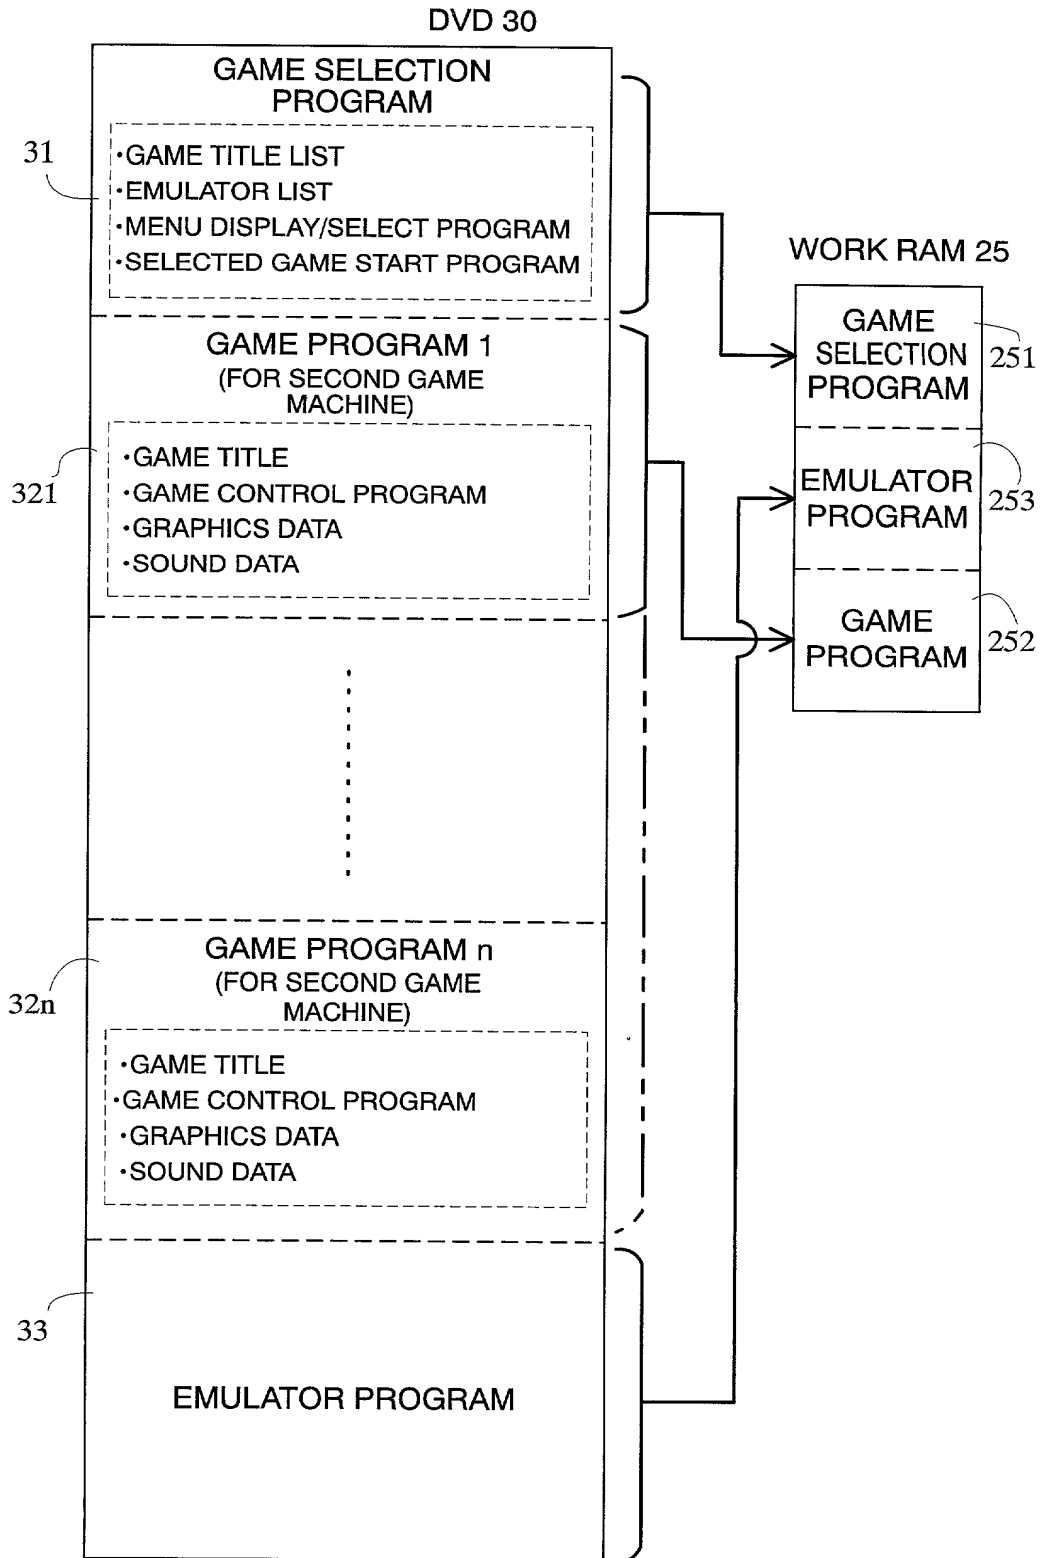 DVD 30
GAME SELECTION
PROGRAM
31
·GAME TITLE LIST
·EMULATOR LIST
·MENU DISPLAY/SELECT PROGRAM
·SELECTED GAME START PROGRAM
GAME PROGRAM 1
(FOR SECOND GAME
MACHINE)
321
·GAME TITLE
·GAME CONTROL PROGRAM
·GRAPHICS DATA
·SOUND DATA
GAME PROGRAM n
(FOR SECOND GAME
MACHINE)
32n
·GAME TITLE
·GAME CONTROL PROGRAM
·GRAPHICS DATA
·SOUND DATA
33
EMULATOR PROGRAM
WORK RAM 25
GAME
SELECTION
PROGRAM
251
EMULATOR
PROGRAM
253
GAME
PROGRAM
252